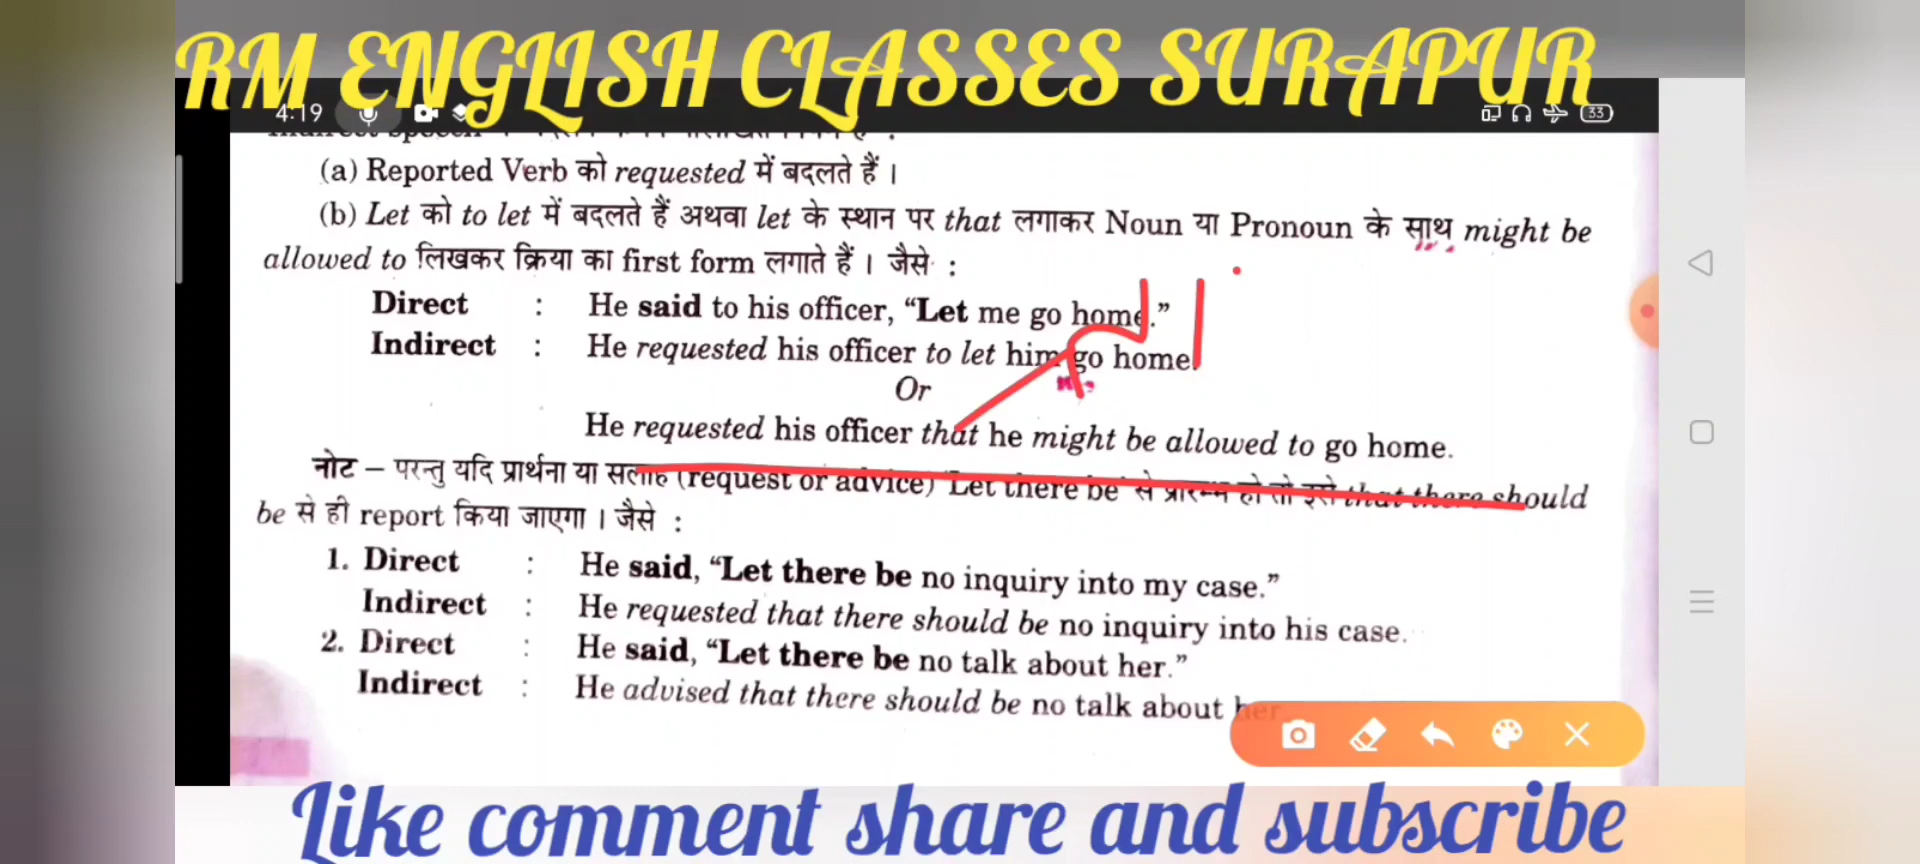 RM ENGLISH CLASSES SURAPUR
4:19 33
Indirect Speech
(a) Reported Verb को requested में बदलते हैं ।
(b) Let को to let में बदलते हैं अथवा let के स्थान पर that लगाकर Noun या Pronoun के साथ might be
allowed to लिखकर क्रिया का first form लगाते हैं । जैसे :
Direct : He said to his officer, “Let me go home.”
Indirect : He requested his officer to let him go home.
Or
He requested his officer that he might be allowed to go home.
नोट – परन्तु यदि प्रार्थना या सलाह (request or advice) 'Let there be' से प्रारम्भ हो तो इसे that there should
be से ही report किया जाएगा । जैसे :
1. Direct : He said, “Let there be no inquiry into my case.”
Indirect : He requested that there should be no inquiry into his case.
2. Direct : He said, “Let there be no talk about her.”
Indirect : He advised that there should be no talk about her
Like comment share and subscribe